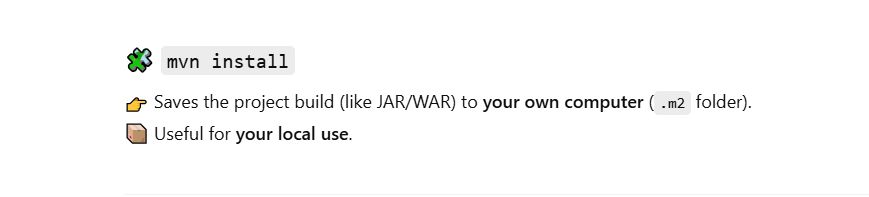 🧩 mvn install
👉 Saves the project build (like JAR/WAR) to your own computer (.m2 folder).
📦 Useful for your local use.